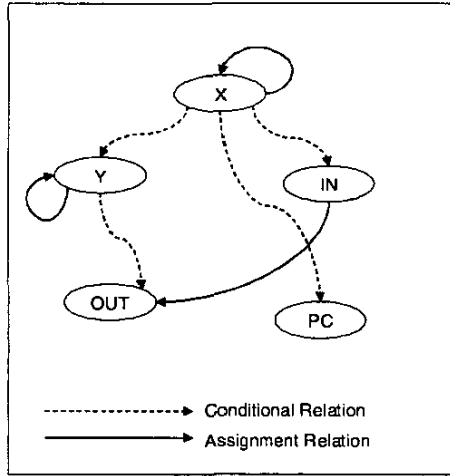 X
Y
IN
OUT
PC
Conditional Relation
Assignment Relation